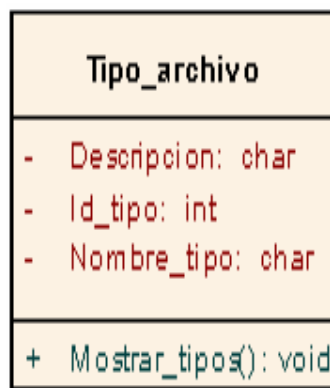 Tipo_archivo
- Descripcion: char
- Id_tipo: int
- Nombre_tipo: char
+ Mostrar_tipos(): void